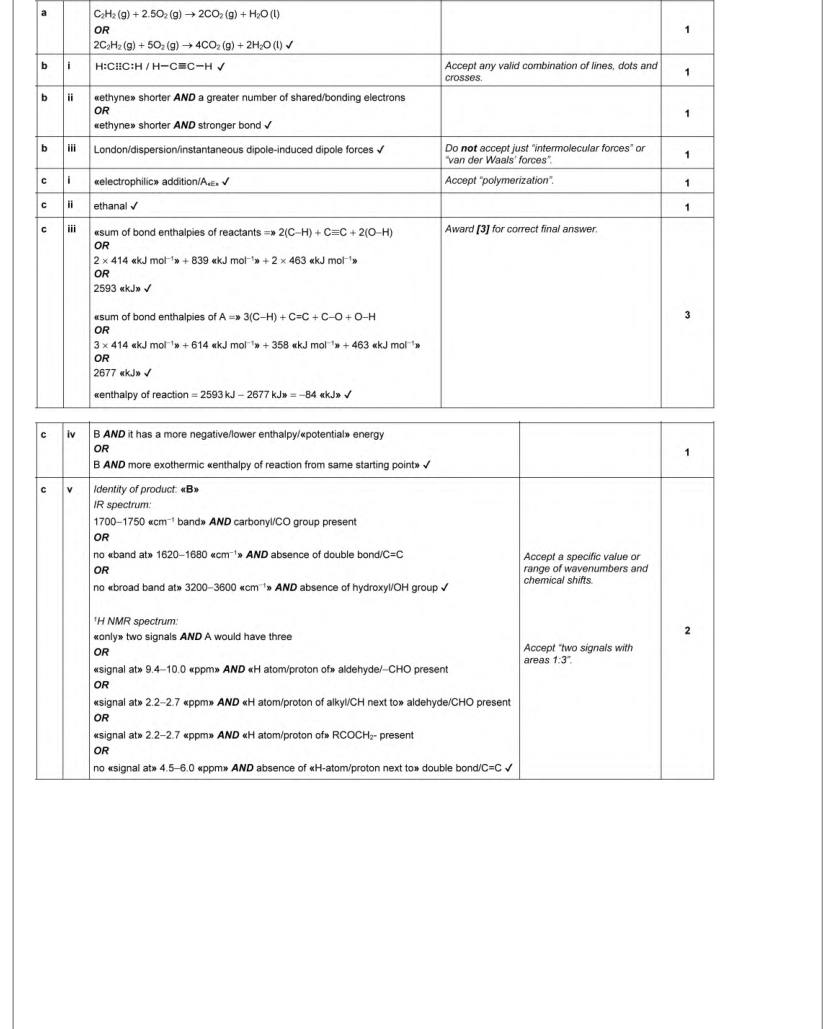 a
C₂H₂ (g) + 2.5O₂ (g) → 2CO₂ (g) + H₂O (l)
OR
2C₂H₂ (g) + 5O₂ (g) → 4CO₂ (g) + 2H₂O (l) ✓
1
b i H:C⁝⁝C:H / H−C≡C−H ✓
Accept any valid combination of lines, dots and
crosses.
1
b ii «ethyne» shorter AND a greater number of shared/bonding electrons
OR
«ethyne» shorter AND stronger bond ✓
1
b iii London/dispersion/instantaneous dipole-induced dipole forces ✓
Do not accept just “intermolecular forces” or
“van der Waals’ forces”.
1
c i «electrophilic» addition/A«E» ✓
Accept “polymerization”.
1
c ii ethanal ✓
1
c iii «sum of bond enthalpies of reactants =» 2(C−H) + C≡C + 2(O−H)
OR
2 × 414 «kJ mol⁻¹» + 839 «kJ mol⁻¹» + 2 × 463 «kJ mol⁻¹»
OR
2593 «kJ» ✓
«sum of bond enthalpies of A =» 3(C−H) + C=C + C−O + O−H
OR
3 × 414 «kJ mol⁻¹» + 614 «kJ mol⁻¹» + 358 «kJ mol⁻¹» + 463 «kJ mol⁻¹»
OR
2677 «kJ» ✓
«enthalpy of reaction = 2593 kJ − 2677 kJ» = −84 «kJ» ✓
Award [3] for correct final answer.
3
c iv B AND it has a more negative/lower enthalpy/«potential» energy
OR
B AND more exothermic «enthalpy of reaction from same starting point» ✓
1
c v Identity of product: «B»
IR spectrum:
1700−1750 «cm⁻¹ band» AND carbonyl/CO group present
OR
no «band at» 1620−1680 «cm⁻¹» AND absence of double bond/C=C
OR
no «broad band at» 3200−3600 «cm⁻¹» AND absence of hydroxyl/OH group ✓
Accept a specific value or
range of wavenumbers and
chemical shifts.
¹H NMR spectrum:
«only» two signals AND A would have three
OR
«signal at» 9.4−10.0 «ppm» AND «H atom/proton of» aldehyde/−CHO present
OR
«signal at» 2.2−2.7 «ppm» AND «H atom/proton of alkyl/CH next to» aldehyde/CHO present
OR
«signal at» 2.2−2.7 «ppm» AND «H atom/proton of» RCOCH₂- present
OR
no «signal at» 4.5−6.0 «ppm» AND absence of «H-atom/proton next to» double bond/C=C ✓
Accept “two signals with
areas 1:3”.
2